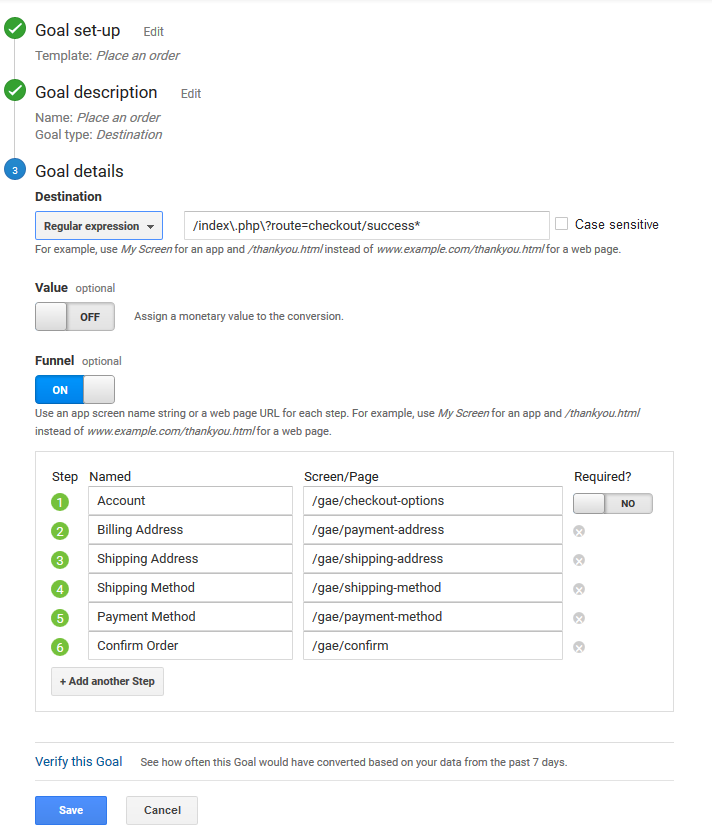 Goal set-up Edit
Template: Place an order
Goal description Edit
Name: Place an order
Goal type: Destination
3 Goal details
Destination
Regular expression /index\.php\?route=checkout/success* Case sensitive
For example, use My Screen for an app and /thankyou.html instead of www.example.com/thankyou.html for a web page.
Value optional
OFF Assign a monetary value to the conversion.
Funnel optional
ON
Use an app screen name string or a web page URL for each step. For example, use My Screen for an app and /thankyou.html
instead of www.example.com/thankyou.html for a web page.
Step Named Screen/Page Required?
1 Account /gae/checkout-options NO
2 Billing Address /gae/payment-address
3 Shipping Address /gae/shipping-address
4 Shipping Method /gae/shipping-method
5 Payment Method /gae/payment-method
6 Confirm Order /gae/confirm
+ Add another Step
Verify this Goal See how often this Goal would have converted based on your data from the past 7 days.
Save Cancel